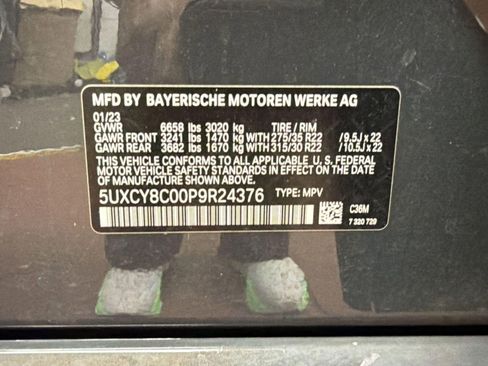 MFD BY BAYERISCHE MOTOREN WERKE AG
01/23
GVWR 6658 lbs 3020 kg TIRE / RIM
GAWR FRONT 3241 lbs 1470 kg WITH 275/35 R22 / 9.5J x 22
GAWR REAR 3682 lbs 1670 kg WITH 315/30 R22 / 10.5J x 22
THIS VEHICLE CONFORMS TO ALL APPLICABLE U.S. FEDERAL
MOTOR VEHICLE SAFETY STANDARDS IN EFFECT ON THE DATE
OF MANUFACTURE SHOWN ABOVE.
5UXCY8C00P9R24376 TYPE: MPV
C36M
7 320 729